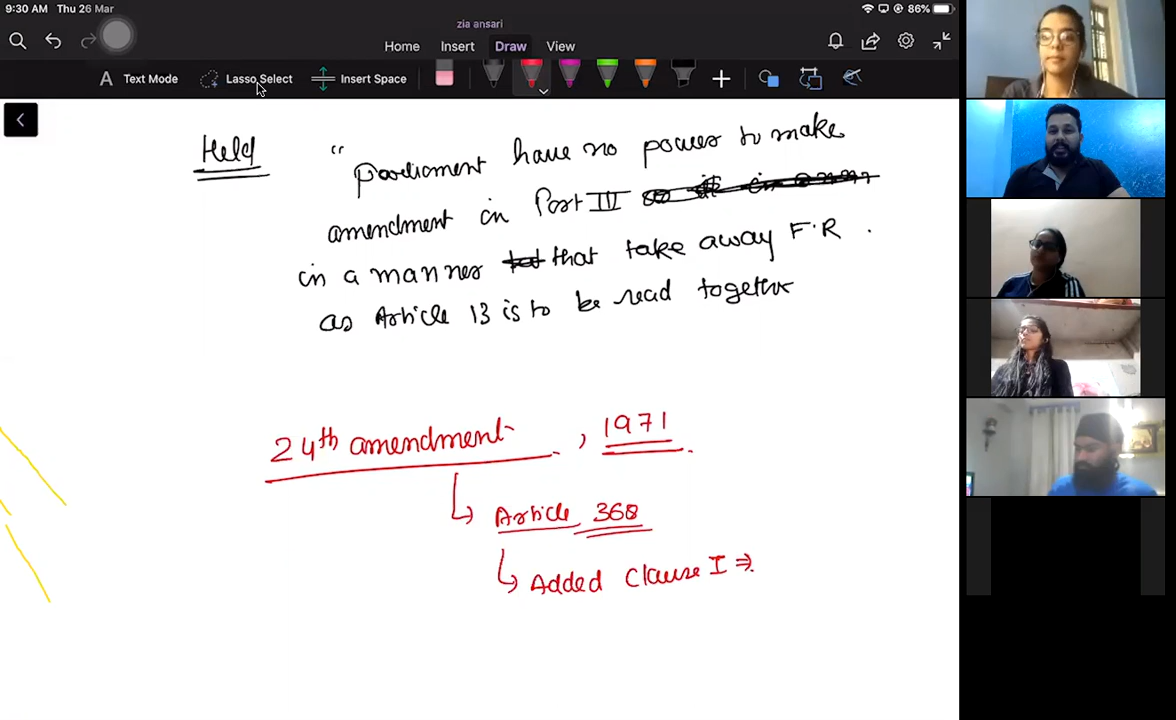 9:30 AM Thu 26 Mar
86%
zia ansari
Home Insert Draw View
Text Mode Lasso Select Insert Space
Held
" Parliament have no power to make
amendment in Part III
in a manner that take away F.R.
as Article 13 is to be read together
24th amendment, 1971.
Article 368
Added Clause I ⇒